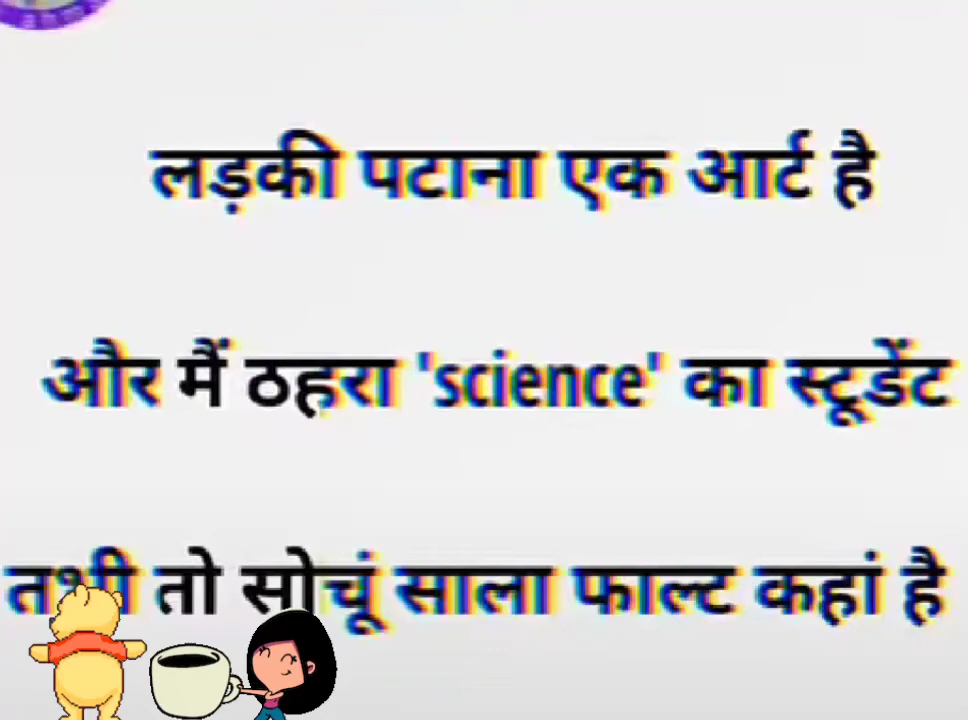 लड़की पटाना एक आर्ट है
और मैं ठहरा 'science' का स्टूडेंट
तभी तो सोचूं साला फाल्ट कहां है